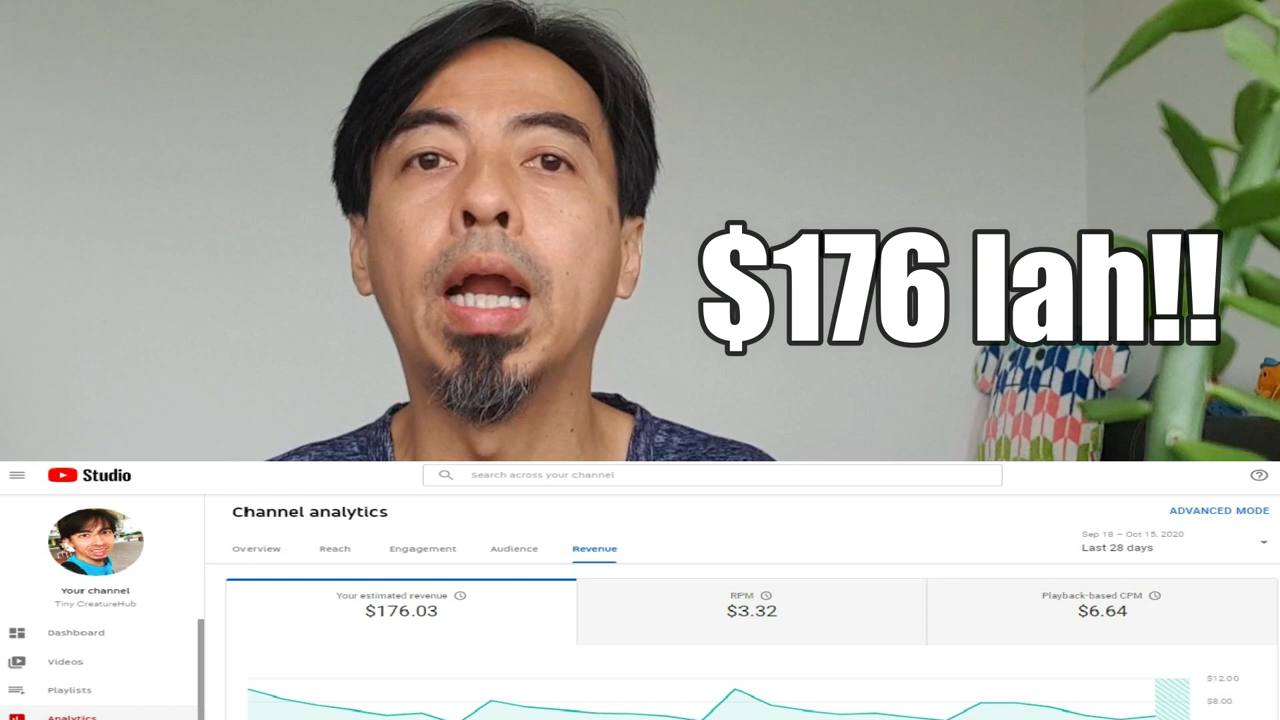 $176 lah!!
Studio
Search across your channel
Channel analytics
ADVANCED MODE
Overview
Reach
Engagement
Audience
Revenue
Sep 18 – Oct 15, 2020
Last 28 days
Your channel
Tiny CreatureHub
Dashboard
Videos
Playlists
Analytics
Your estimated revenue
$176.03
RPM
$3.32
Playback-based CPM
$6.64
$12.00
$8.00